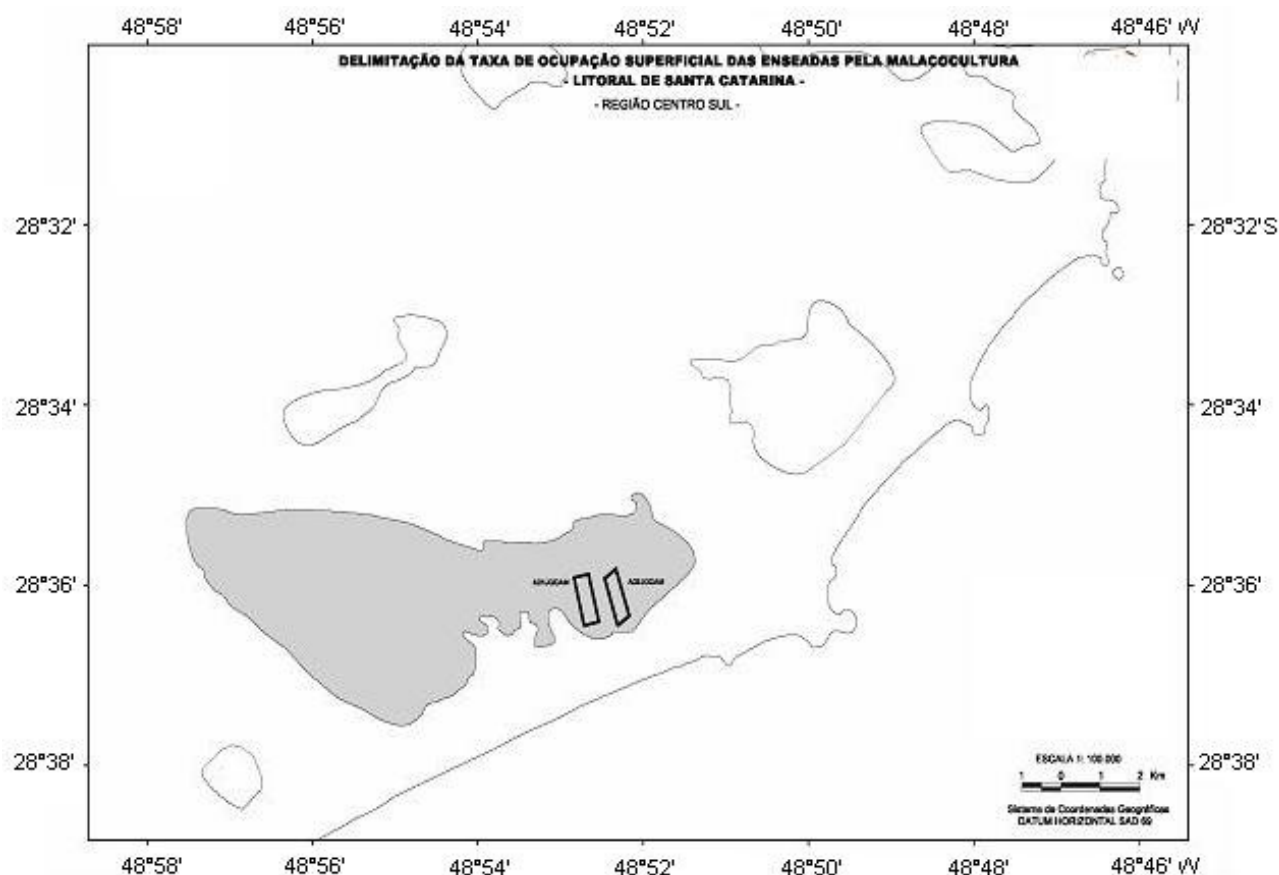 48°58' 48°56' 48°54' 48°52' 48°50' 48°48' 48°46' W
DELIMITAÇÃO DA TAXA DE OCUPAÇÃO SUPERFICIAL DAS ENSEADAS PELA MALACOCULTURA
- LITORAL DE SANTA CATARINA -
- REGIÃO CENTRO SUL -
28°32' 28°32'S
28°34' 28°34'
28°36' 28°36'
28°38' 28°38'
ESCALA 1: 100.000
1 0 1 2 Km
Sistema de Coordenadas Geográficas
DATUM HORIZONTAL SAD 69
48°58' 48°56' 48°54' 48°52' 48°50' 48°48' 48°46' W